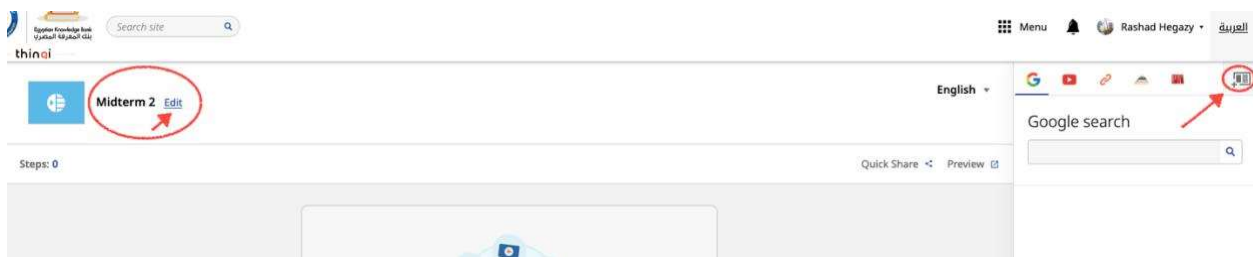 Egyptian Knowledge Bank
بنك المعرفة المصري
Search site
Menu
Rashad Hegazy
العربية
thinqi
Midterm 2 Edit
English
Google search
Steps: 0
Quick Share
Preview